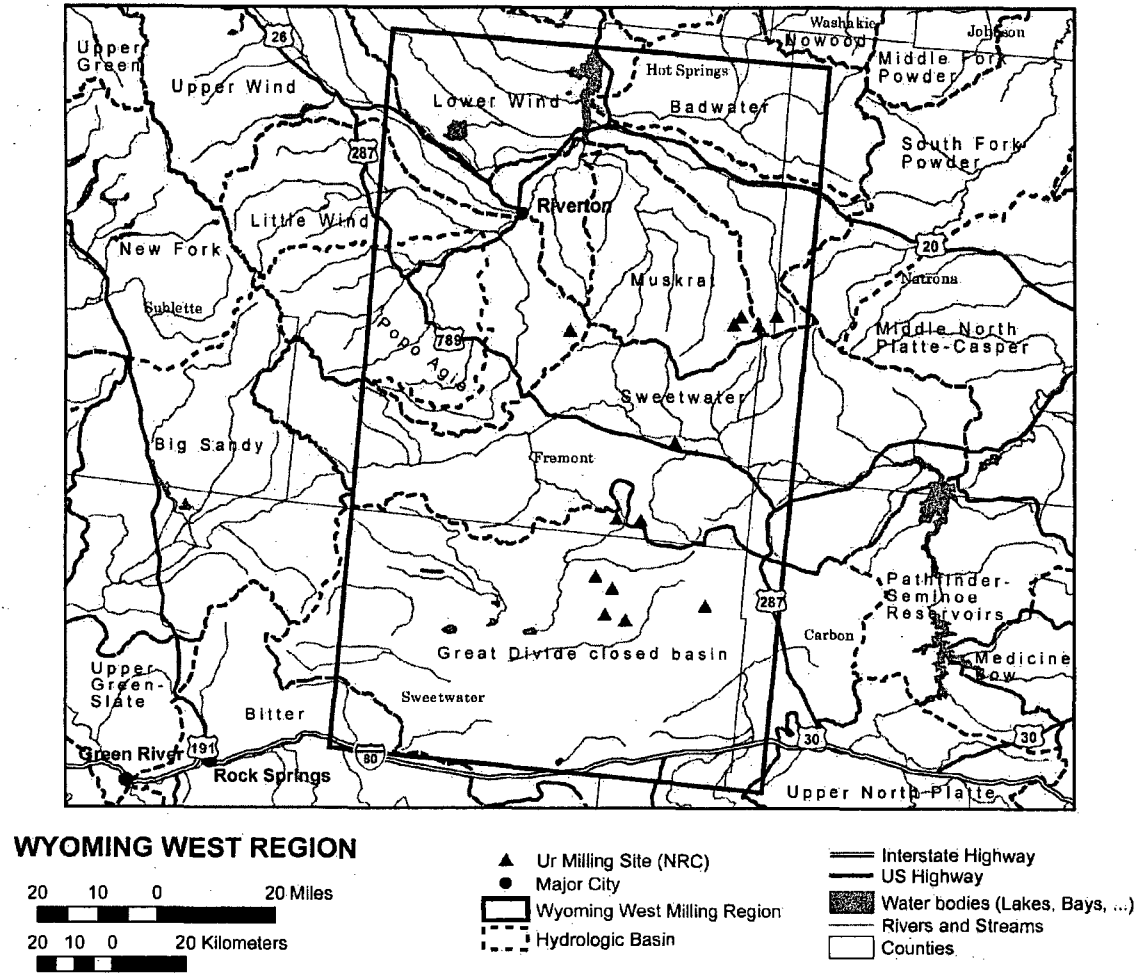 Washakie
Nowood
Johnson
Upper
Green
26
Upper Wind
Lower Wind
Hot Springs
Badwater
Middle Fork
Powder
South Fork
Powder
287
Little Wind
Riverton
New Fork
Sublette
Muskrat
20
Natrona
Middle North
Platte-Casper
789
Popo Agie
Sweetwater
Big Sandy
Fremont
Pathfinder-
Seminoe
Reservoirs
287
Carbon
Great Divide closed basin
Medicine
Bow
Upper
Green-
Slate
Sweetwater
Bitter
Green River
191
Rock Springs
80
30
30
Upper North Platte
WYOMING WEST REGION
20 10 0 20 Miles
20 10 0 20 Kilometers
Ur Milling Site (NRC)
Major City
Wyoming West Milling Region
Hydrologic Basin
Interstate Highway
US Highway
Water bodies (Lakes, Bays, ...)
Rivers and Streams
Counties